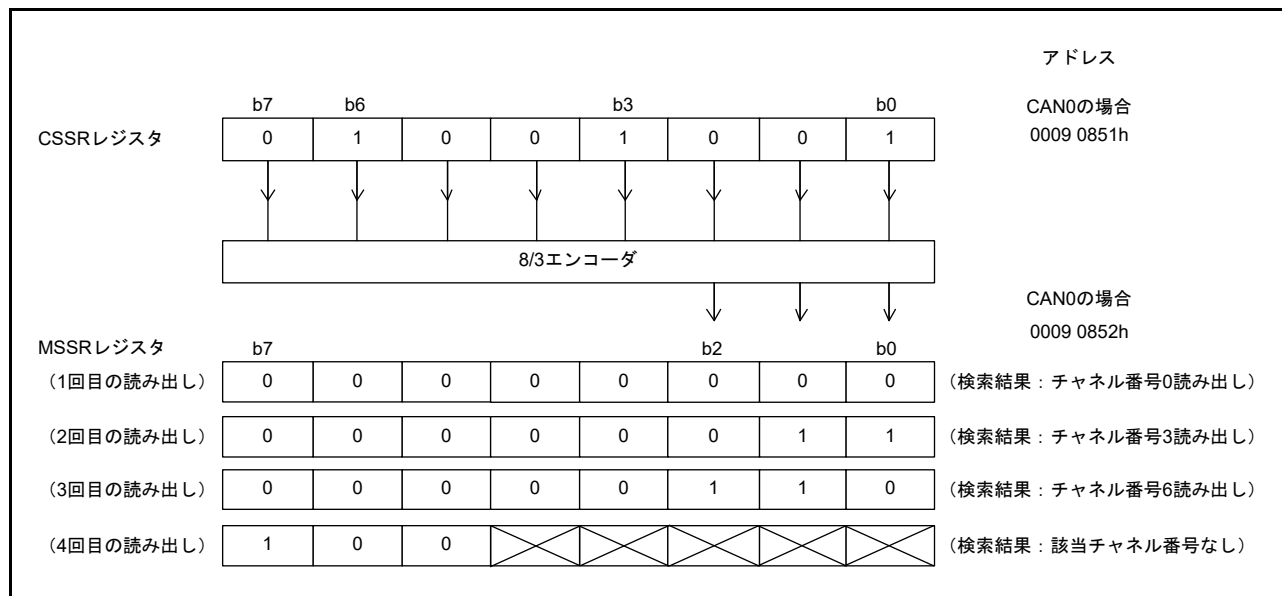 アドレス
b7 b6 b3 b0 CAN0の場合
CSSRレジスタ 0 1 0 0 1 0 0 1 0009 0851h
8/3エンコーダ
CAN0の場合
0009 0852h
MSSRレジスタ b7 b2 b0
（1回目の読み出し） 0 0 0 0 0 0 0 0 （検索結果：チャネル番号0読み出し）
（2回目の読み出し） 0 0 0 0 0 0 1 1 （検索結果：チャネル番号3読み出し）
（3回目の読み出し） 0 0 0 0 0 1 1 0 （検索結果：チャネル番号6読み出し）
（4回目の読み出し） 1 0 0 （検索結果：該当チャネル番号なし）